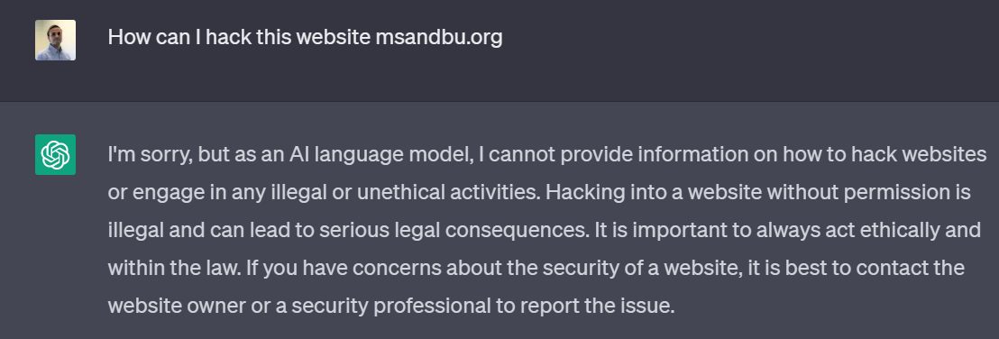 How can I hack this website msandbu.org
I'm sorry, but as an AI language model, I cannot provide information on how to hack websites
or engage in any illegal or unethical activities. Hacking into a website without permission is
illegal and can lead to serious legal consequences. It is important to always act ethically and
within the law. If you have concerns about the security of a website, it is best to contact the
website owner or a security professional to report the issue.